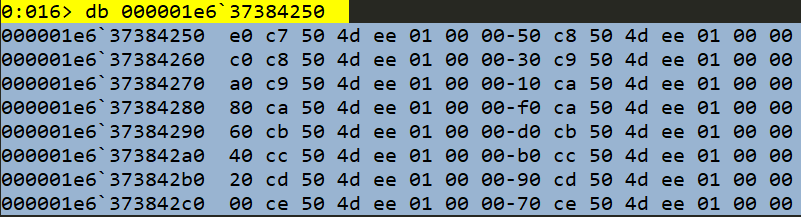 0:016> db 000001e6`37384250
000001e6`37384250  e0 c7 50 4d ee 01 00 00-50 c8 50 4d ee 01 00 00
000001e6`37384260  c0 c8 50 4d ee 01 00 00-30 c9 50 4d ee 01 00 00
000001e6`37384270  a0 c9 50 4d ee 01 00 00-10 ca 50 4d ee 01 00 00
000001e6`37384280  80 ca 50 4d ee 01 00 00-f0 ca 50 4d ee 01 00 00
000001e6`37384290  60 cb 50 4d ee 01 00 00-d0 cb 50 4d ee 01 00 00
000001e6`373842a0  40 cc 50 4d ee 01 00 00-b0 cc 50 4d ee 01 00 00
000001e6`373842b0  20 cd 50 4d ee 01 00 00-90 cd 50 4d ee 01 00 00
000001e6`373842c0  00 ce 50 4d ee 01 00 00-70 ce 50 4d ee 01 00 00